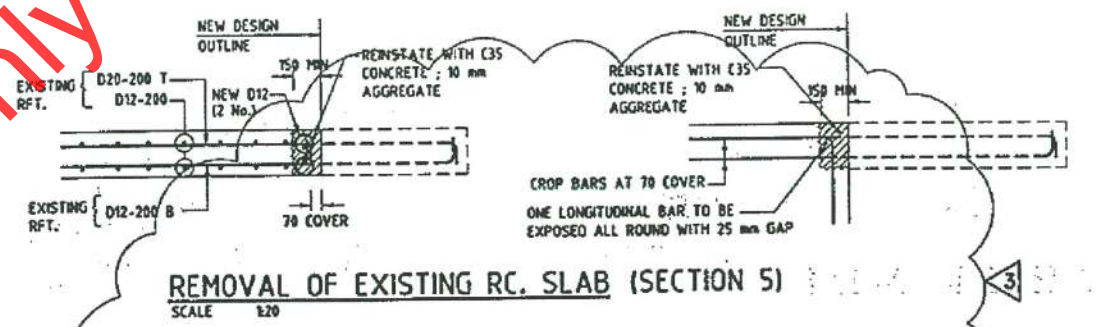 nly
NEW DESIGN
OUTLINE
150 MIN
REINSTATE WITH C35
CONCRETE ; 10 mm
AGGREGATE
EXISTING
RFT.
D20-200 T
D12-200
NEW D12
(2 No.)
EXISTING
RFT.
D12-200 B
70 COVER
NEW DESIGN
OUTLINE
REINSTATE WITH C35
CONCRETE ; 10 mm
AGGREGATE
150 MIN
CROP BARS AT 70 COVER
ONE LONGITUDINAL BAR TO BE
EXPOSED ALL ROUND WITH 25 mm GAP
REMOVAL OF EXISTING RC. SLAB (SECTION 5)
SCALE 1:20
3